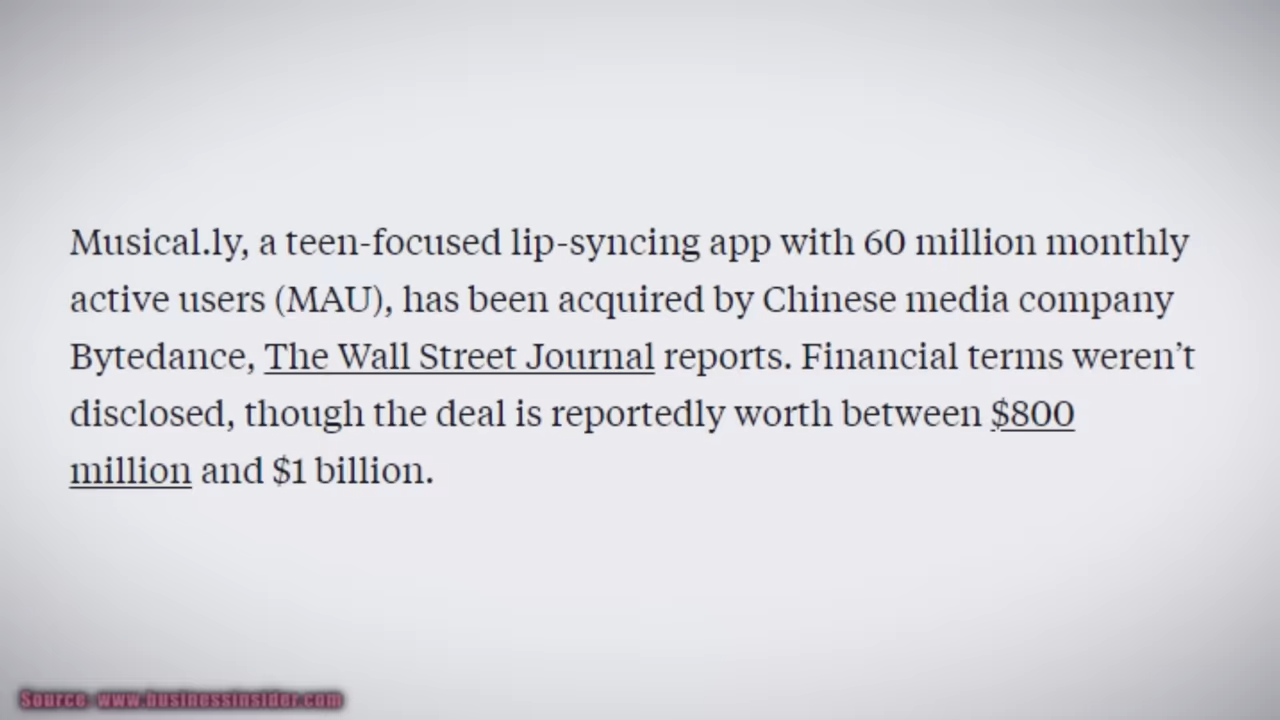 Musical.ly, a teen-focused lip-syncing app with 60 million monthly
active users (MAU), has been acquired by Chinese media company
Bytedance, The Wall Street Journal reports. Financial terms weren’t
disclosed, though the deal is reportedly worth between $800
million and $1 billion.
Source- www.businessinsider.com